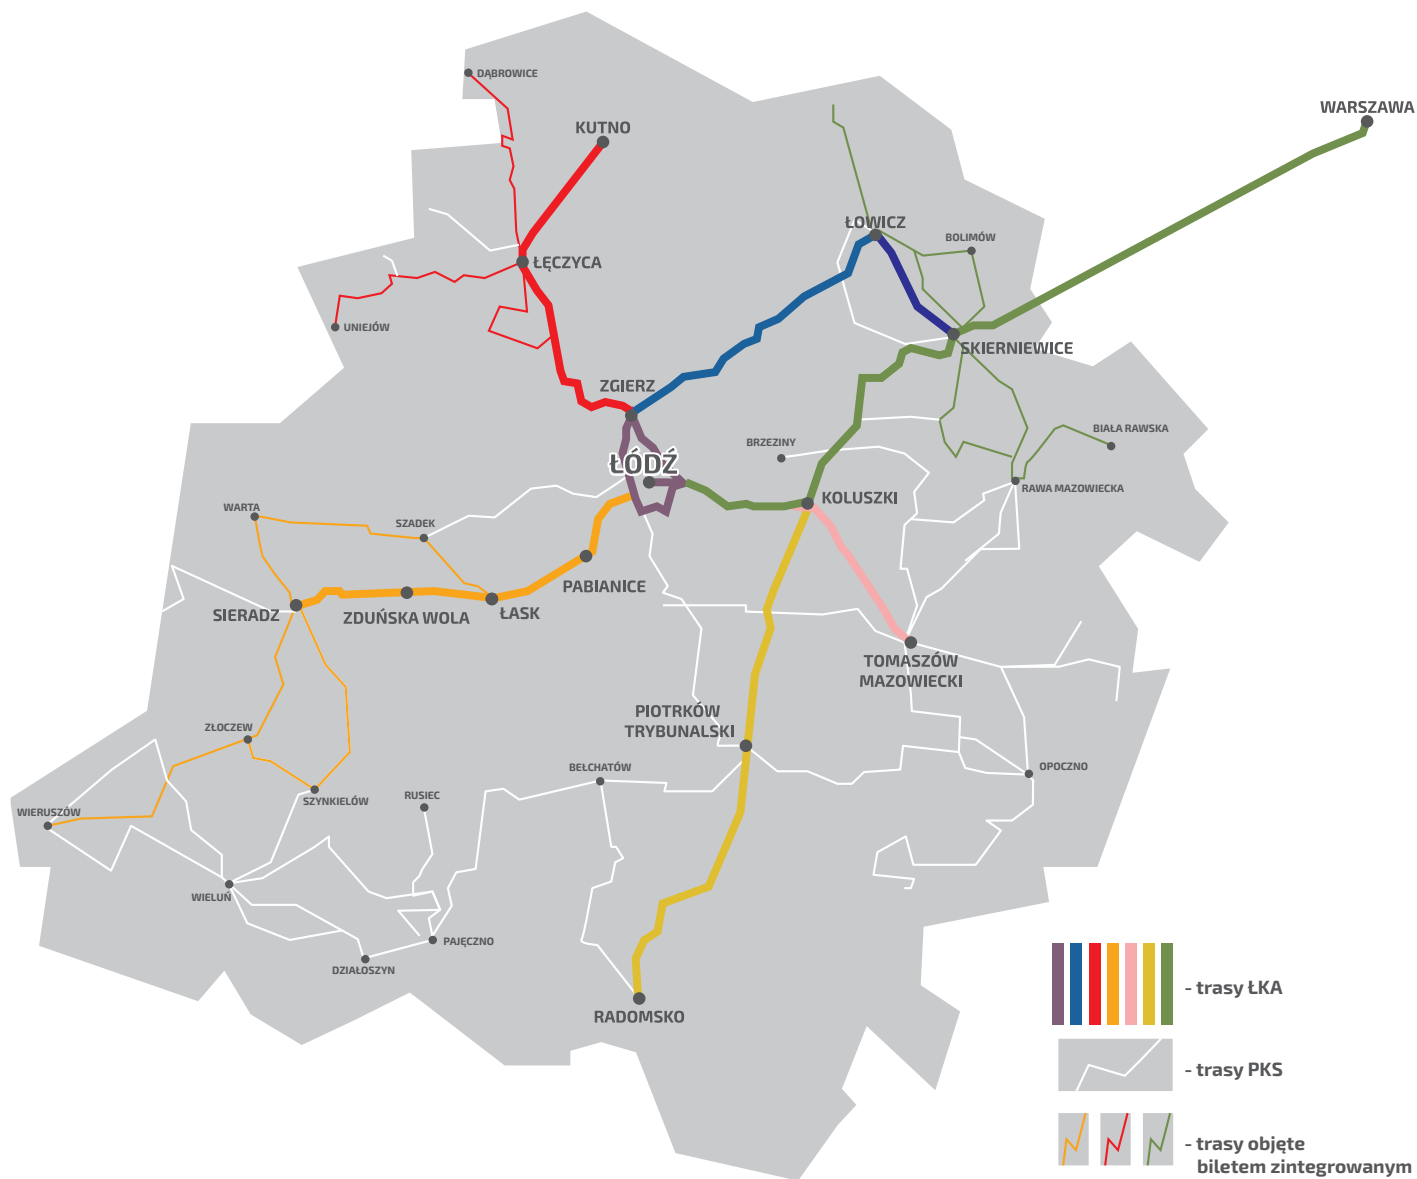 DĄBROWICE
WARSZAWA
KUTNO
ŁOWICZ
BOLIMÓW
ŁĘCZYCA
UNIEJÓW
SKIERNIEWICE
ZGIERZ
BIAŁA RAWSKA
BRZEZINY
ŁÓDŹ
RAWA MAZOWIECKA
KOLUSZKI
WARTA
SZADEK
PABIANICE
SIERADZ
ZDUŃSKA WOLA
ŁASK
TOMASZÓW
MAZOWIECKI
PIOTRKÓW
TRYBUNALSKI
ZŁOCZEW
BEŁCHATÓW
OPOCZNO
SZYNKIELÓW
RUSIEC
WIERUSZÓW
WIELUŃ
PAJĘCZNO
DZIAŁOSZYN
RADOMSKO
- trasy ŁKA
- trasy PKS
- trasy objęte
biletem zintegrowanym